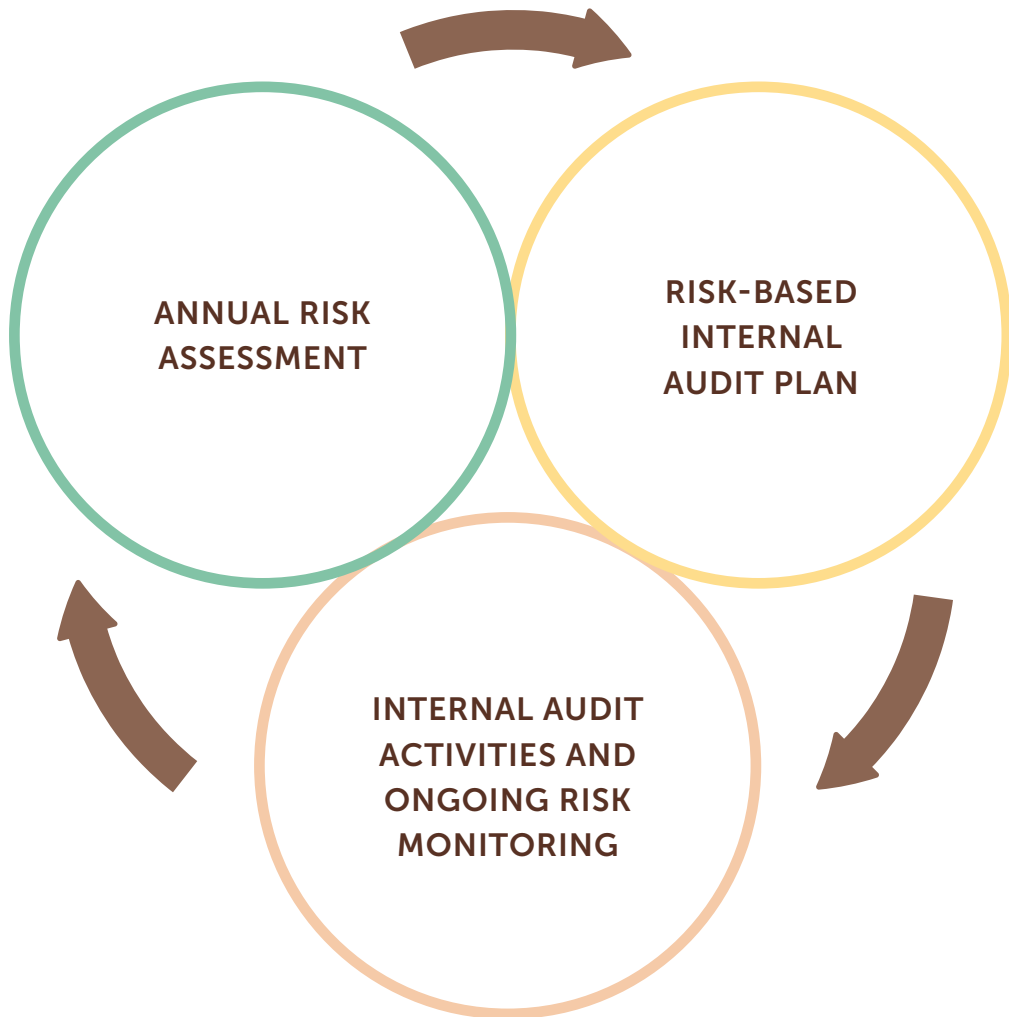 ANNUAL RISK
ASSESSMENT
RISK-BASED
INTERNAL
AUDIT PLAN
INTERNAL AUDIT
ACTIVITIES AND
ONGOING RISK
MONITORING